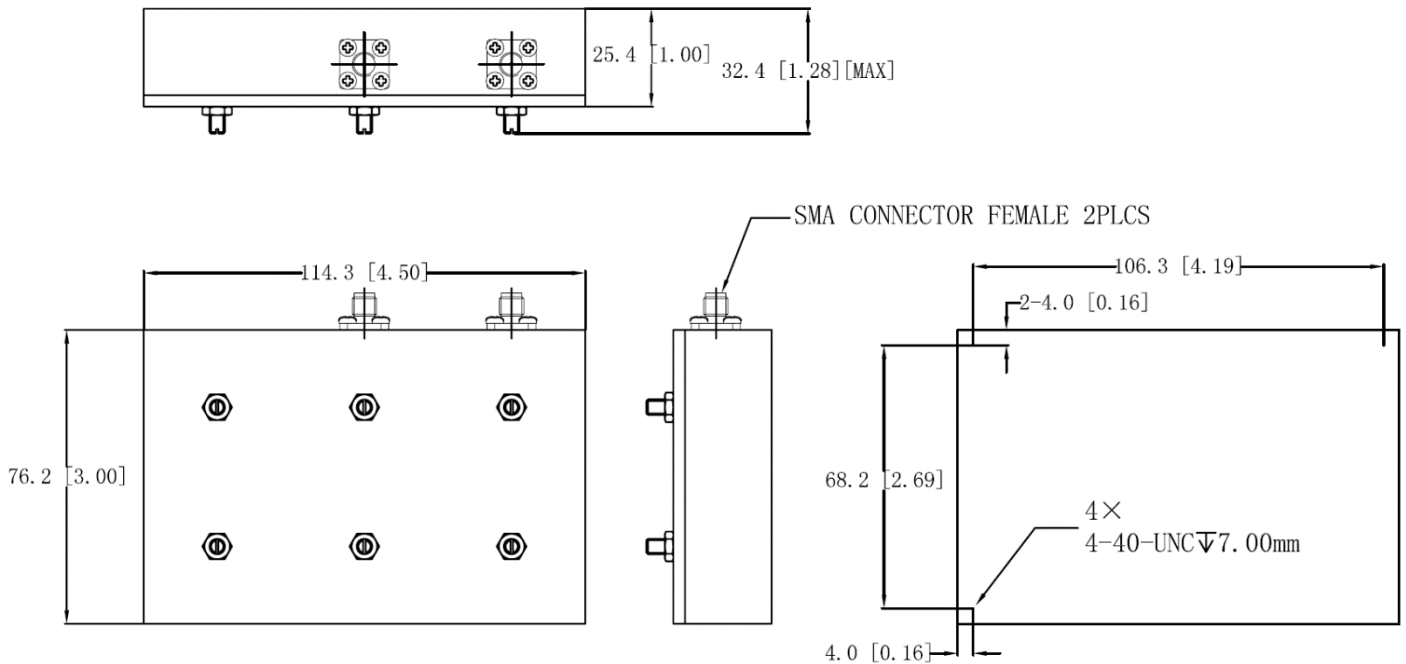 25.4 [1.00]
32.4 [1.28][MAX]
SMA CONNECTOR FEMALE 2PLCS
114.3 [4.50]
106.3 [4.19]
2-4.0 [0.16]
76.2 [3.00]
68.2 [2.69]
4×
4-40-UNC↧7.00mm
4.0 [0.16]